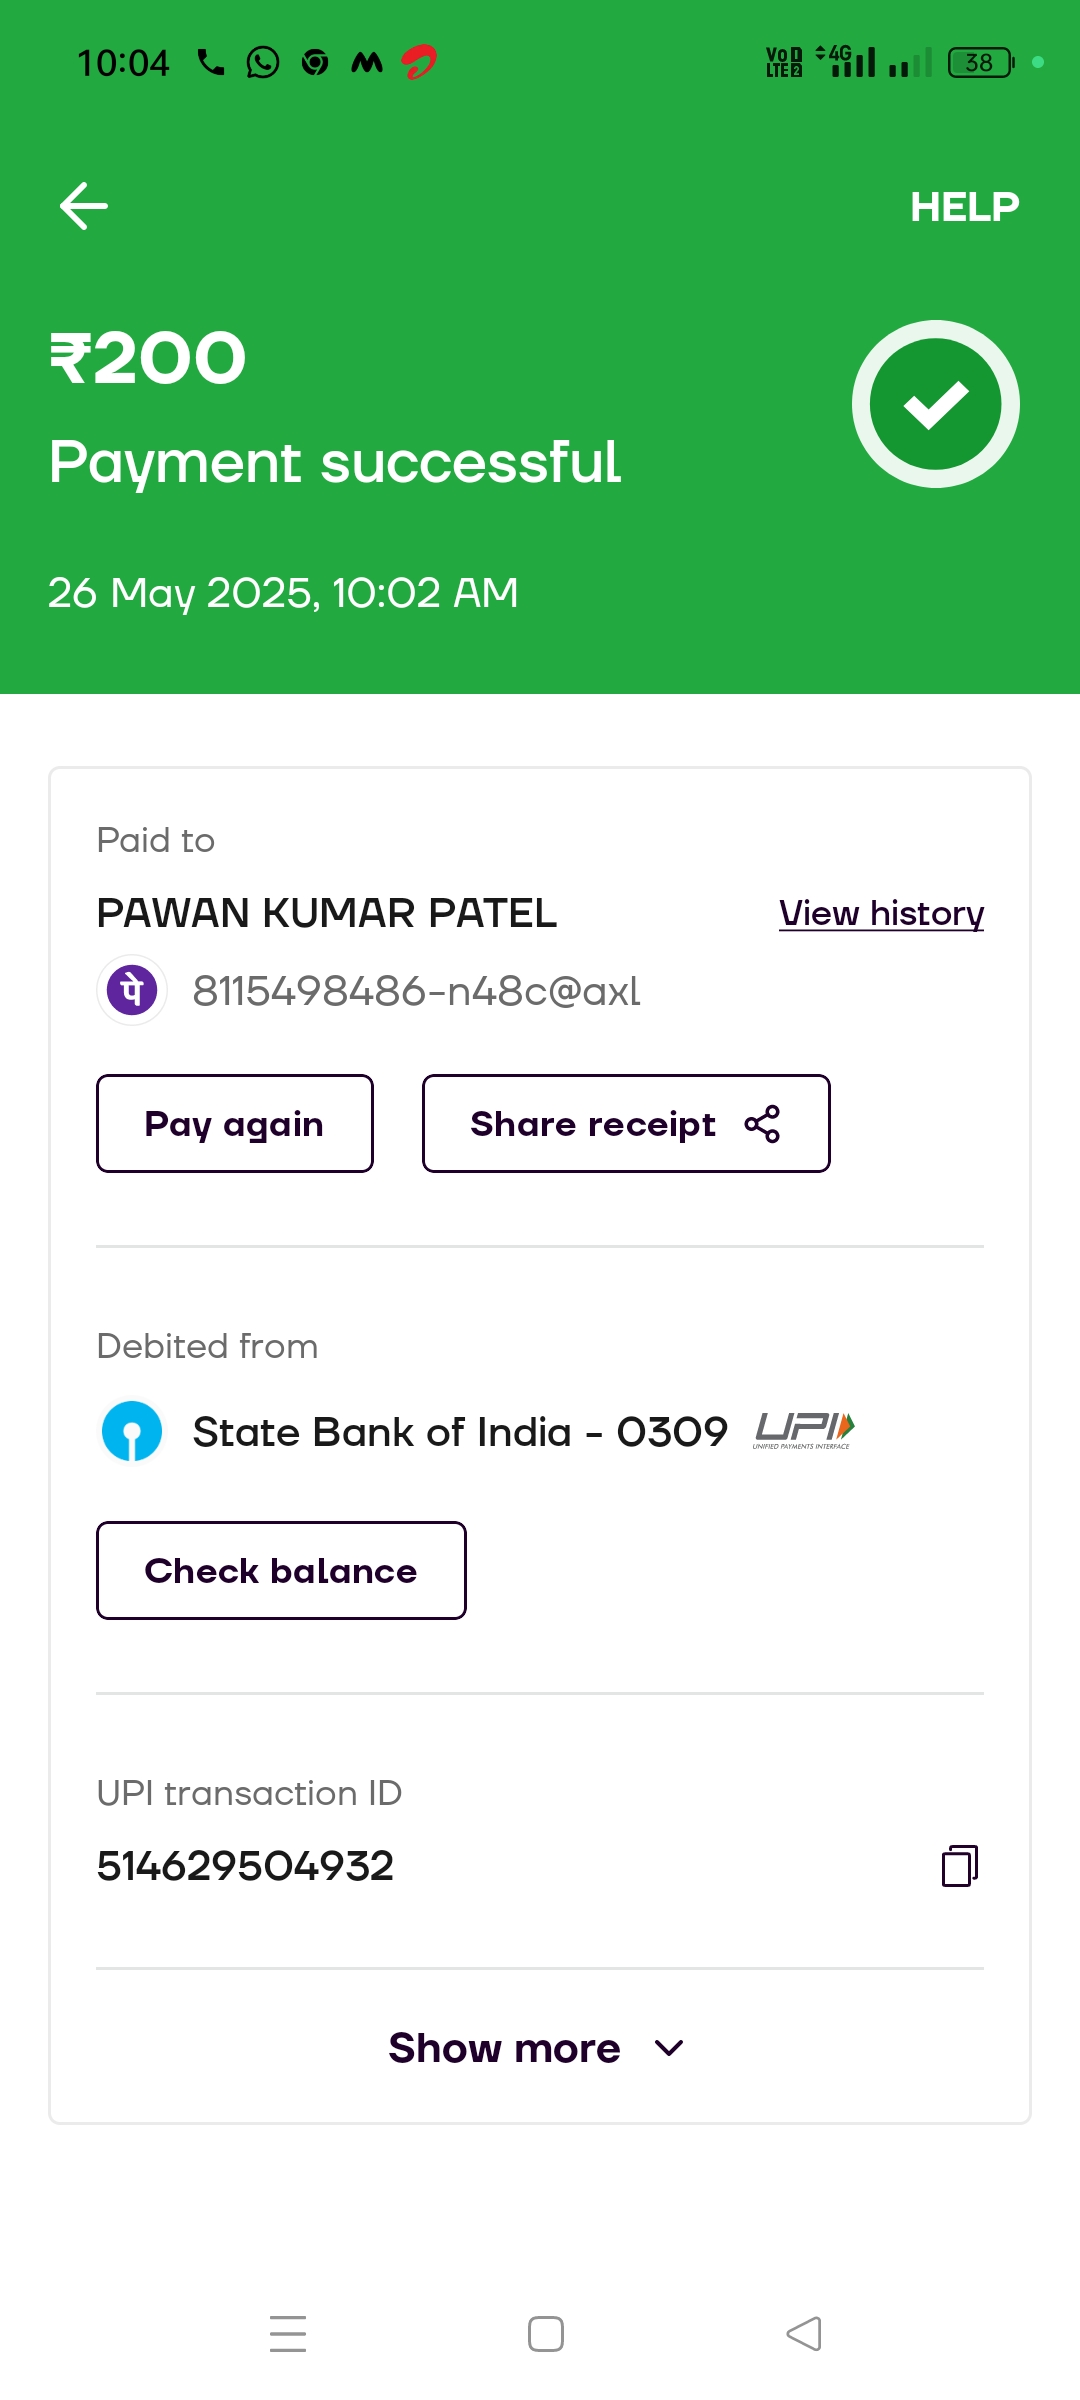 10:04
VoLTE 1 2 4G 38
HELP
₹200
Payment successful
26 May 2025, 10:02 AM
Paid to
PAWAN KUMAR PATEL
View history
पे 8115498486-n48c@axl
Pay again
Share receipt
Debited from
State Bank of India - 0309 UPI
UNIFIED PAYMENTS INTERFACE
Check balance
UPI transaction ID
514629504932
Show more